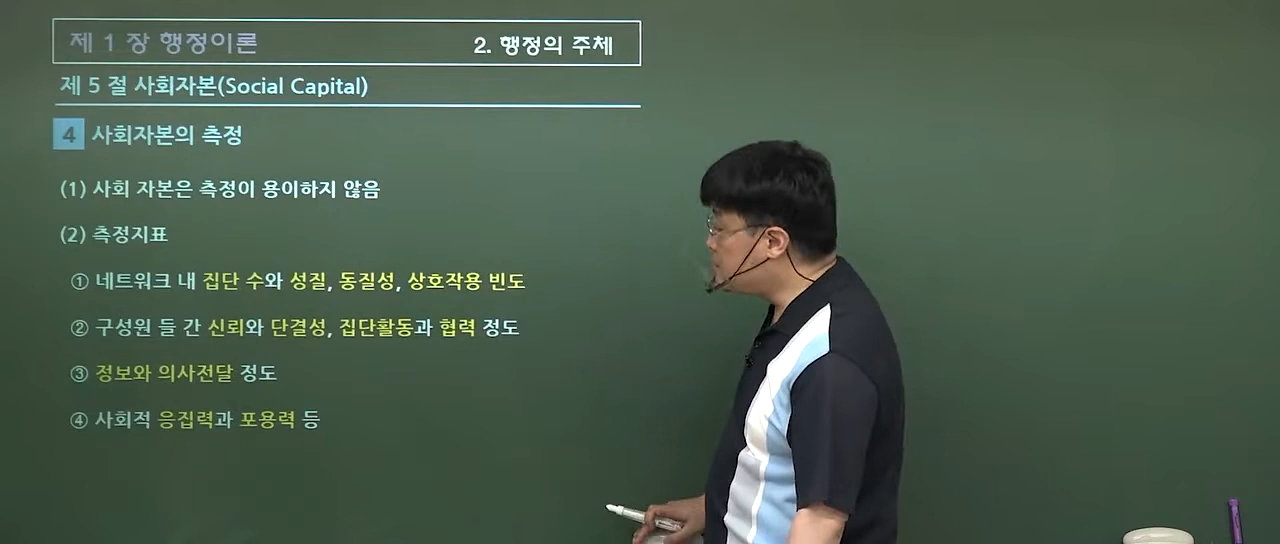 제 1 장 행정이론
2. 행정의 주체
제 5 절 사회자본(Social Capital)
4 사회자본의 측정
(1) 사회 자본은 측정이 용이하지 않음
(2) 측정지표
① 네트워크 내 집단 수와 성질, 동질성, 상호작용 빈도
② 구성원 들 간 신뢰와 단결성, 집단활동과 협력 정도
③ 정보와 의사전달 정도
④ 사회적 응집력과 포용력 등